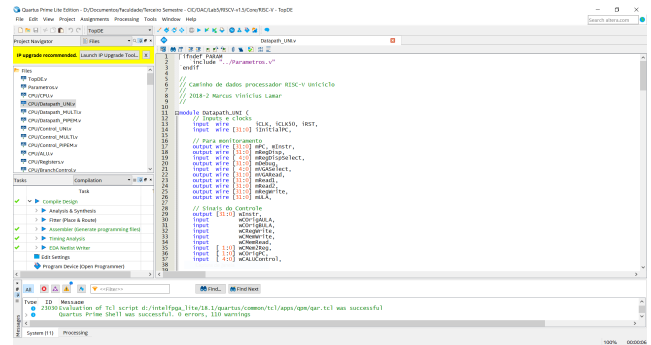 Quartus Prime Lite Edition - D:/Documentos/Faculdade/Terceiro Semestre - CIC/OAC/Lab5/RISCV-v1.5/Core/RISC-V - TopDE
File Edit View Project Assignments Processing Tools Window Help
Search altera.com
TopDE
Project Navigator Files
Datapath_UNI.v
IP upgrade recommended. Launch IP Upgrade Tool... X
Files
TopDE.v
Parametros.v
CPU/CPU.v
CPU/Datapath_UNI.v
CPU/Datapath_MULTI.v
CPU/Datapath_PIPEM.v
CPU/Control_UNI.v
CPU/Control_MULTI.v
CPU/Control_PIPEM.v
CPU/ALU.v
CPU/Registers.v
CPU/BranchControl.v
Tasks Compilation
Task
Compile Design
Analysis & Synthesis
Fitter (Place & Route)
Assembler (Generate programming files)
Timing Analysis
EDA Netlist Writer
Edit Settings
Program Device (Open Programmer)
1 `ifndef PARAM
2 `include "../Parametros.v"
3 `endif
4
5 //
6 // Caminho de dados processador RISC-V Uniciclo
7 //
8 // 2018-2 Marcus Vinicius Lamar
9 //
10
11 module Datapath_UNI (
12 // Inputs e clocks
13 input wire iCLK, iCLK50, iRST,
14 input wire [31:0] iInitialPC,
15
16 // Para monitoramento
17 output wire [31:0] mPC, mInstr,
18 output wire [31:0] mRegDisp,
19 input wire [ 4:0] mRegDispSelect,
20 output wire [31:0] mDebug,
21 input wire [ 4:0] mVGASelect,
22 output wire [31:0] mVGARead,
23 output wire [31:0] mRead1,
24 output wire [31:0] mRead2,
25 output wire [31:0] mRegWrite,
26 output wire [31:0] mULA,
27
28 // Sinais do Controle
29 output [31:0] wInstr,
30 input wCOrigAULA,
31 input wCOrigBULA,
32 input wCRegWrite,
33 input wCMemWrite,
34 input wCMemRead,
35 input [ 1:0] wCMem2Reg,
36 input [ 1:0] wCOrigPC,
37 input [ 4:0] wCALUControl,
38
39
All <<Filter>> Find... Find Next
Type ID Message
23030 Evaluation of Tcl script d:/intelfpga_lite/18.1/quartus/common/tcl/apps/qpm/qar.tcl was successful
Quartus Prime Shell was successful. 0 errors, 110 warnings
System (11) Processing
Messages
100% 00:00:06